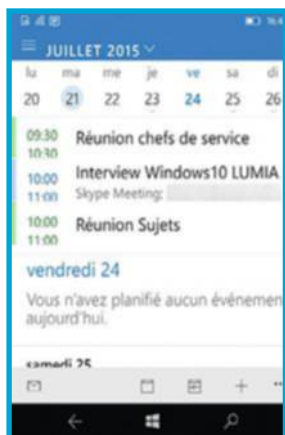 JUILLET 2015
lu ma me je ve sa di
20 21 22 23 24 25 26
09:30 Réunion chefs de service
10:30
10:00 Interview Windows10 LUMIA
11:00 Skype Meeting:
10:00 Réunion Sujets
11:00
vendredi 24
Vous n'avez planifié aucun événemen
aujourd'hui.
samedi 25